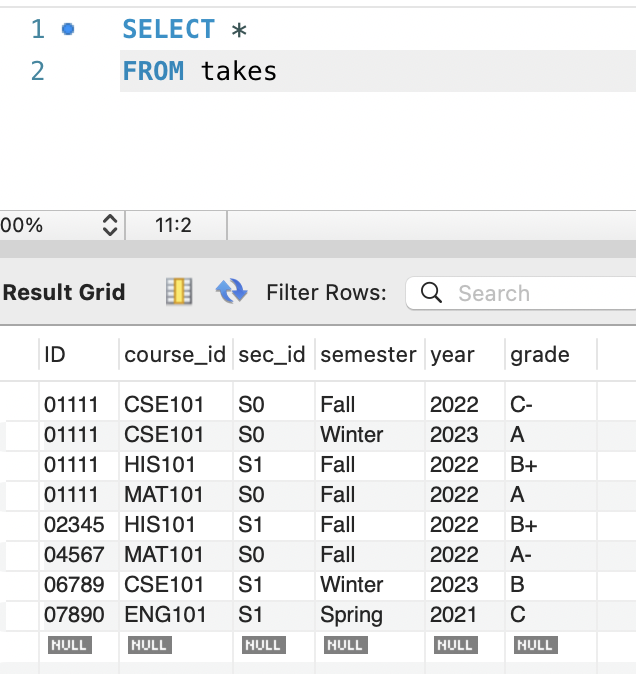 1 SELECT *
2 FROM takes
00% 11:2
Result Grid Filter Rows: Search
ID course_id sec_id semester year grade
01111 CSE101 S0 Fall 2022 C-
01111 CSE101 S0 Winter 2023 A
01111 HIS101 S1 Fall 2022 B+
01111 MAT101 S0 Fall 2022 A
02345 HIS101 S1 Fall 2022 B+
04567 MAT101 S0 Fall 2022 A-
06789 CSE101 S1 Winter 2023 B
07890 ENG101 S1 Spring 2021 C
NULL NULL NULL NULL NULL NULL